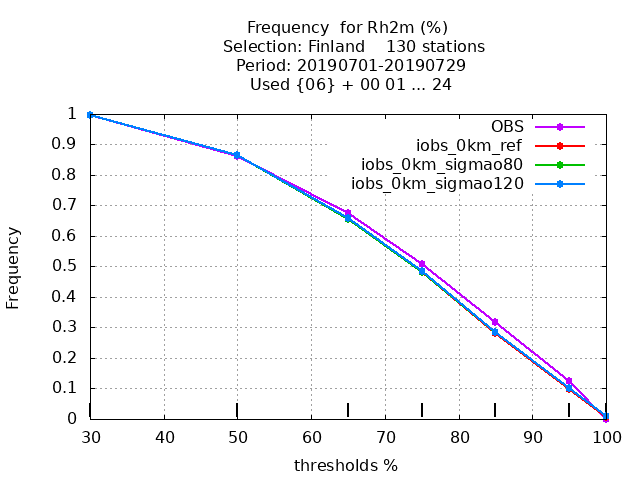 Frequency  for Rh2m (%)
Selection: Finland    130 stations
Period: 20190701-20190729
Used {06} + 00 01 ... 24
OBS
iobs_0km_ref
iobs_0km_sigmao80
iobs_0km_sigmao120
1
0.9
0.8
0.7
0.6
0.5
0.4
0.3
0.2
0.1
0
Frequency
30 40 50 60 70 80 90 100
thresholds %